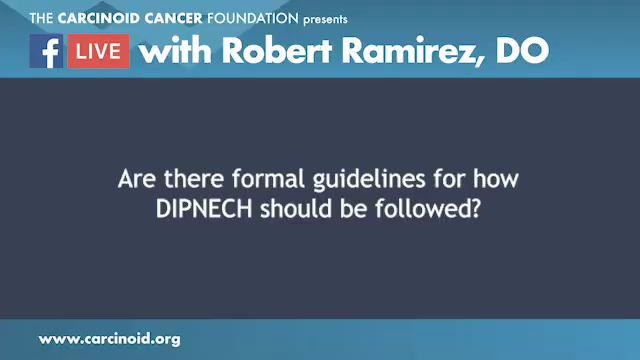 THE CARCINOID CANCER FOUNDATION presents
f LIVE with Robert Ramirez, DO
Are there formal guidelines for how
DIPNECH should be followed?
www.carcinoid.org